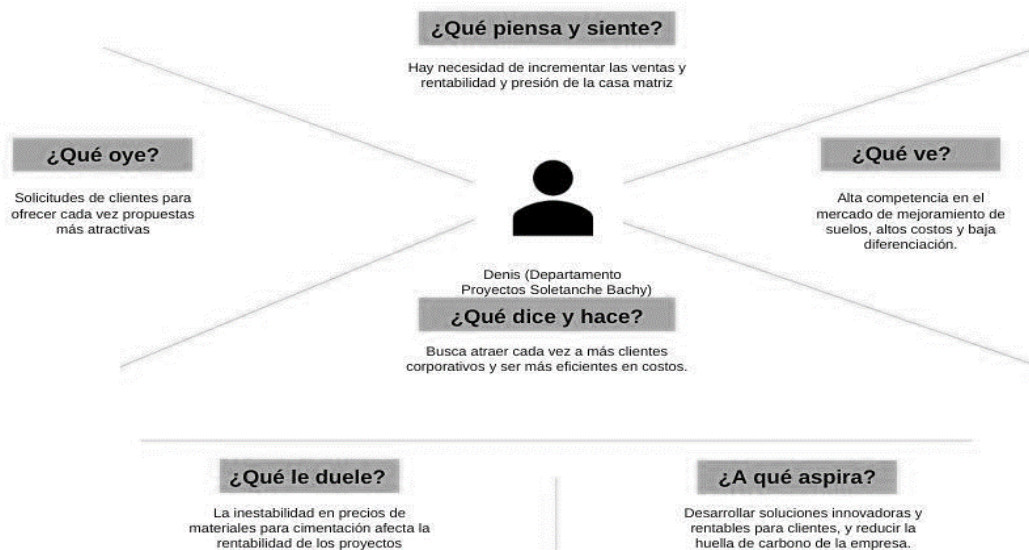 ¿Qué piensa y siente?
Hay necesidad de incrementar las ventas y
rentabilidad y presión de la casa matriz
¿Qué oye?
Solicitudes de clientes para
ofrecer cada vez propuestas
más atractivas
¿Qué ve?
Alta competencia en el
mercado de mejoramiento de
suelos, altos costos y baja
diferenciación.
Denis (Departamento
Proyectos Soletanche Bachy)
¿Qué dice y hace?
Busca atraer cada vez a más clientes
corporativos y ser más eficientes en costos.
¿Qué le duele?
La inestabilidad en precios de
materiales para cimentación afecta la
rentabilidad de los proyectos
¿A qué aspira?
Desarrollar soluciones innovadoras y
rentables para clientes, y reducir la
huella de carbono de la empresa.